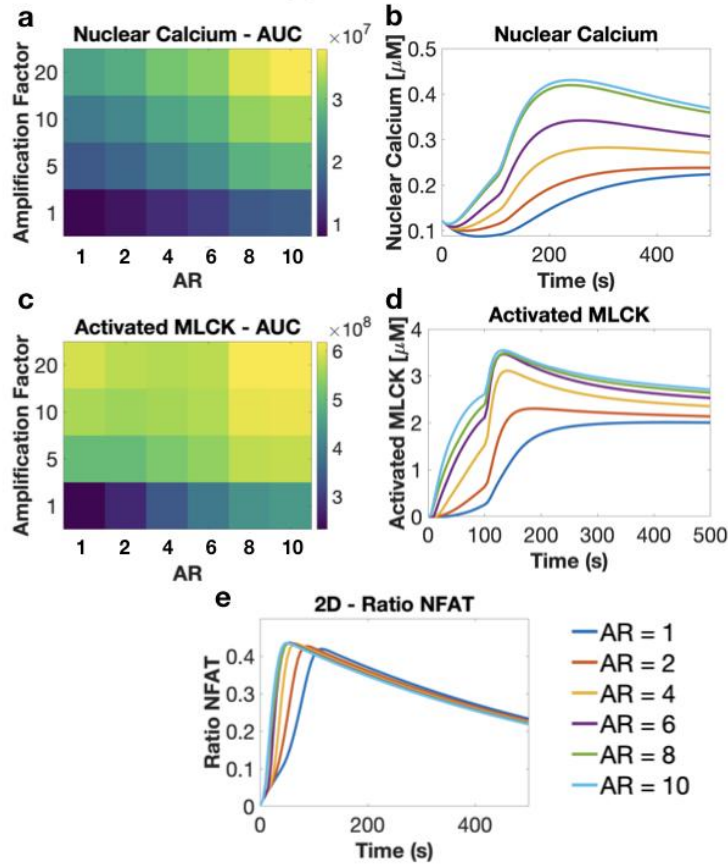 a
Nuclear Calcium - AUC
×10⁷
Amplification Factor
20
10
5
1
1 2 4 6 8 10
AR
3
2
1
b
Nuclear Calcium
Nuclear Calcium [μM]
0.5
0.4
0.3
0.2
0.1
0 200 400
Time (s)
c
Activated MLCK - AUC
×10⁸
Amplification Factor
20
10
5
1
1 2 4 6 8 10
AR
6
5
4
3
d
Activated MLCK
Activated MLCK [μM]
4
3
2
1
0
0 100 200 300 400 500
Time (s)
e
2D - Ratio NFAT
Ratio NFAT
0.4
0.3
0.2
0.1
0
0 200 400
Time (s)
AR = 1
AR = 2
AR = 4
AR = 6
AR = 8
AR = 10